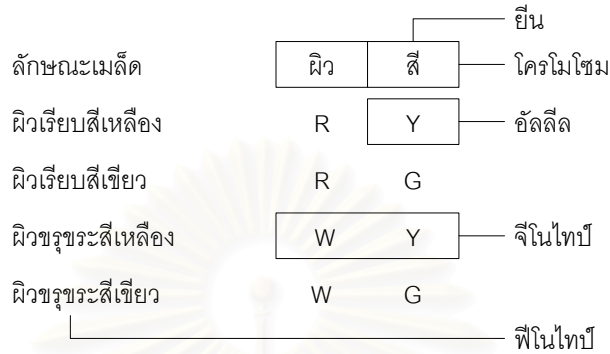 ยีน
ลักษณะเมล็ด ผิว สี โครโมโซม
ผิวเรียบสีเหลือง R Y อัลลีล
ผิวเรียบสีเขียว R G
ผิวขรุขระสีเหลือง W Y จีโนไทป์
ผิวขรุขระสีเขียว W G
ฟีโนไทป์